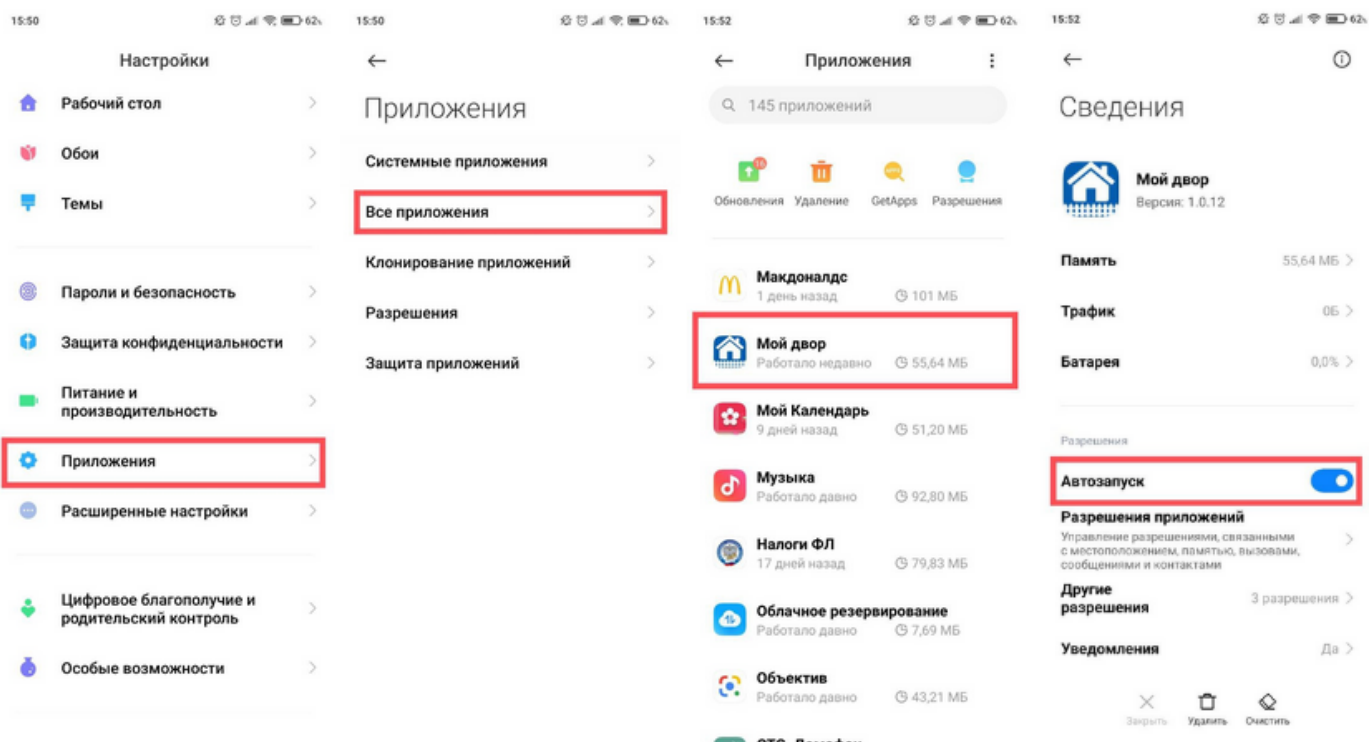 15:50
62%
Настройки
Рабочий стол
Обои
Темы
Пароли и безопасность
Защита конфиденциальности
Питание и
производительность
Приложения
Расширенные настройки
Цифровое благополучие и
родительский контроль
Особые возможности
15:50
62%
Приложения
Системные приложения
Все приложения
Клонирование приложений
Разрешения
Защита приложений
15:52
62%
Приложения
145 приложений
16
Обновления Удаление GetApps Разрешения
Макдоналдс
1 день назад 101 МБ
Мой двор
Работало недавно 55,64 МБ
Мой Календарь
9 дней назад 51,20 МБ
Музыка
Работало давно 92,80 МБ
Налоги ФЛ
17 дней назад 79,83 МБ
Облачное резервирование
Работало давно 7,69 МБ
Объектив
Работало давно 43,21 МБ
15:52
62%
Сведения
Мой двор
Версия: 1.0.12
Память 55,64 МБ
Трафик 0Б
Батарея 0,0%
Разрешения
Автозапуск
Разрешения приложений
Управление разрешениями, связанными
с местоположением, памятью, вызовами,
сообщениями и контактами
Другие
разрешения 3 разрешения
Уведомления Да
Закрыть Удалить Очистить